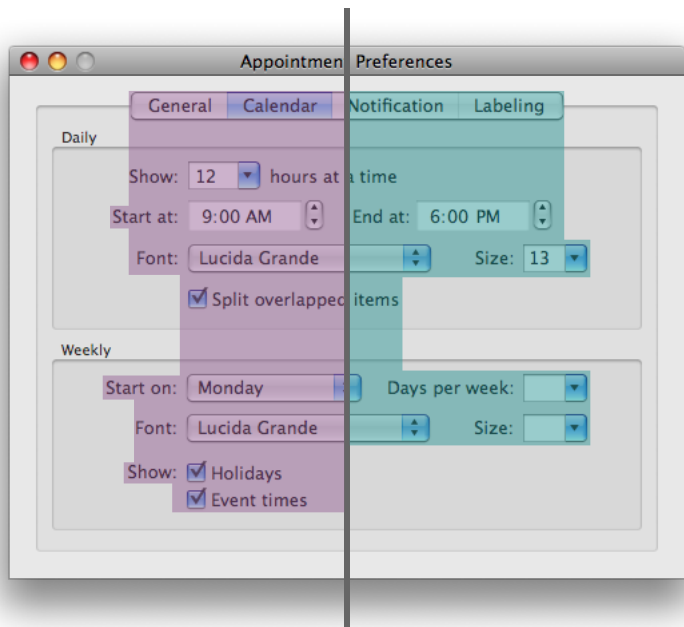 Appointment Preferences
General Calendar Notification Labeling
Daily
Show: 12 hours at a time
Start at: 9:00 AM End at: 6:00 PM
Font: Lucida Grande Size: 13
Split overlapped items
Weekly
Start on: Monday Days per week:
Font: Lucida Grande Size:
Show: Holidays
Event times